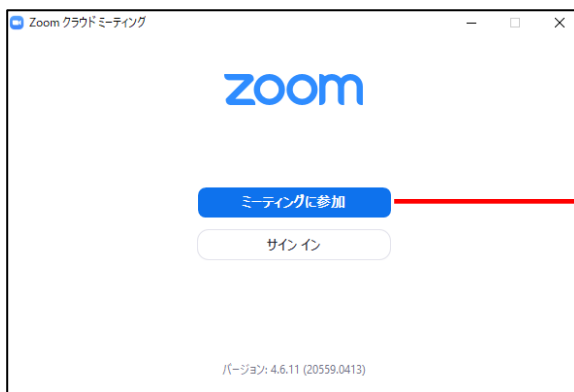 Zoom クラウド ミーティング
zoom
ミーティングに参加
サイン イン
バージョン: 4.6.11 (20559.0413)